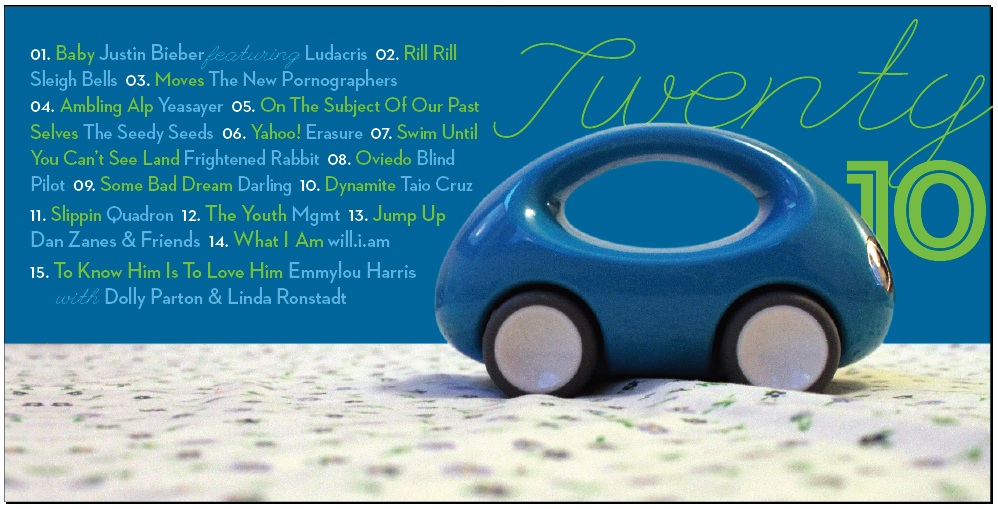 01. Baby Justin Bieber featuring Ludacris 02. Rill Rill
Sleigh Bells 03. Moves The New Pornographers
04. Ambling Alp Yeasayer 05. On The Subject Of Our Past
Selves The Seedy Seeds 06. Yahoo! Erasure 07. Swim Until
You Can't See Land Frightened Rabbit 08. Oviedo Blind
Pilot 09. Some Bad Dream Darling 10. Dynamite Taio Cruz
11. Slippin Quadron 12. The Youth Mgmt 13. Jump Up
Dan Zanes & Friends 14. What I Am will.i.am
15. To Know Him Is To Love Him Emmylou Harris
with Dolly Parton & Linda Ronstadt
Twenty
10